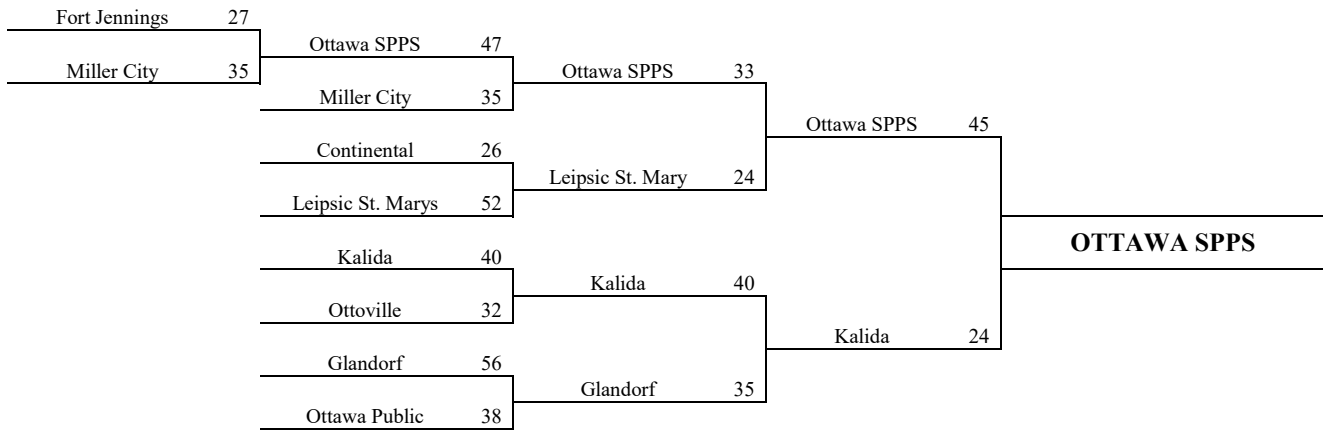 Fort Jennings 27
Ottawa SPPS 47
Miller City 35
Ottawa SPPS 33
Miller City 35
Ottawa SPPS 45
Continental 26
Leipsic St. Mary 24
Leipsic St. Marys 52
OTTAWA SPPS
Kalida 40
Kalida 40
Ottoville 32
Kalida 24
Glandorf 56
Glandorf 35
Ottawa Public 38